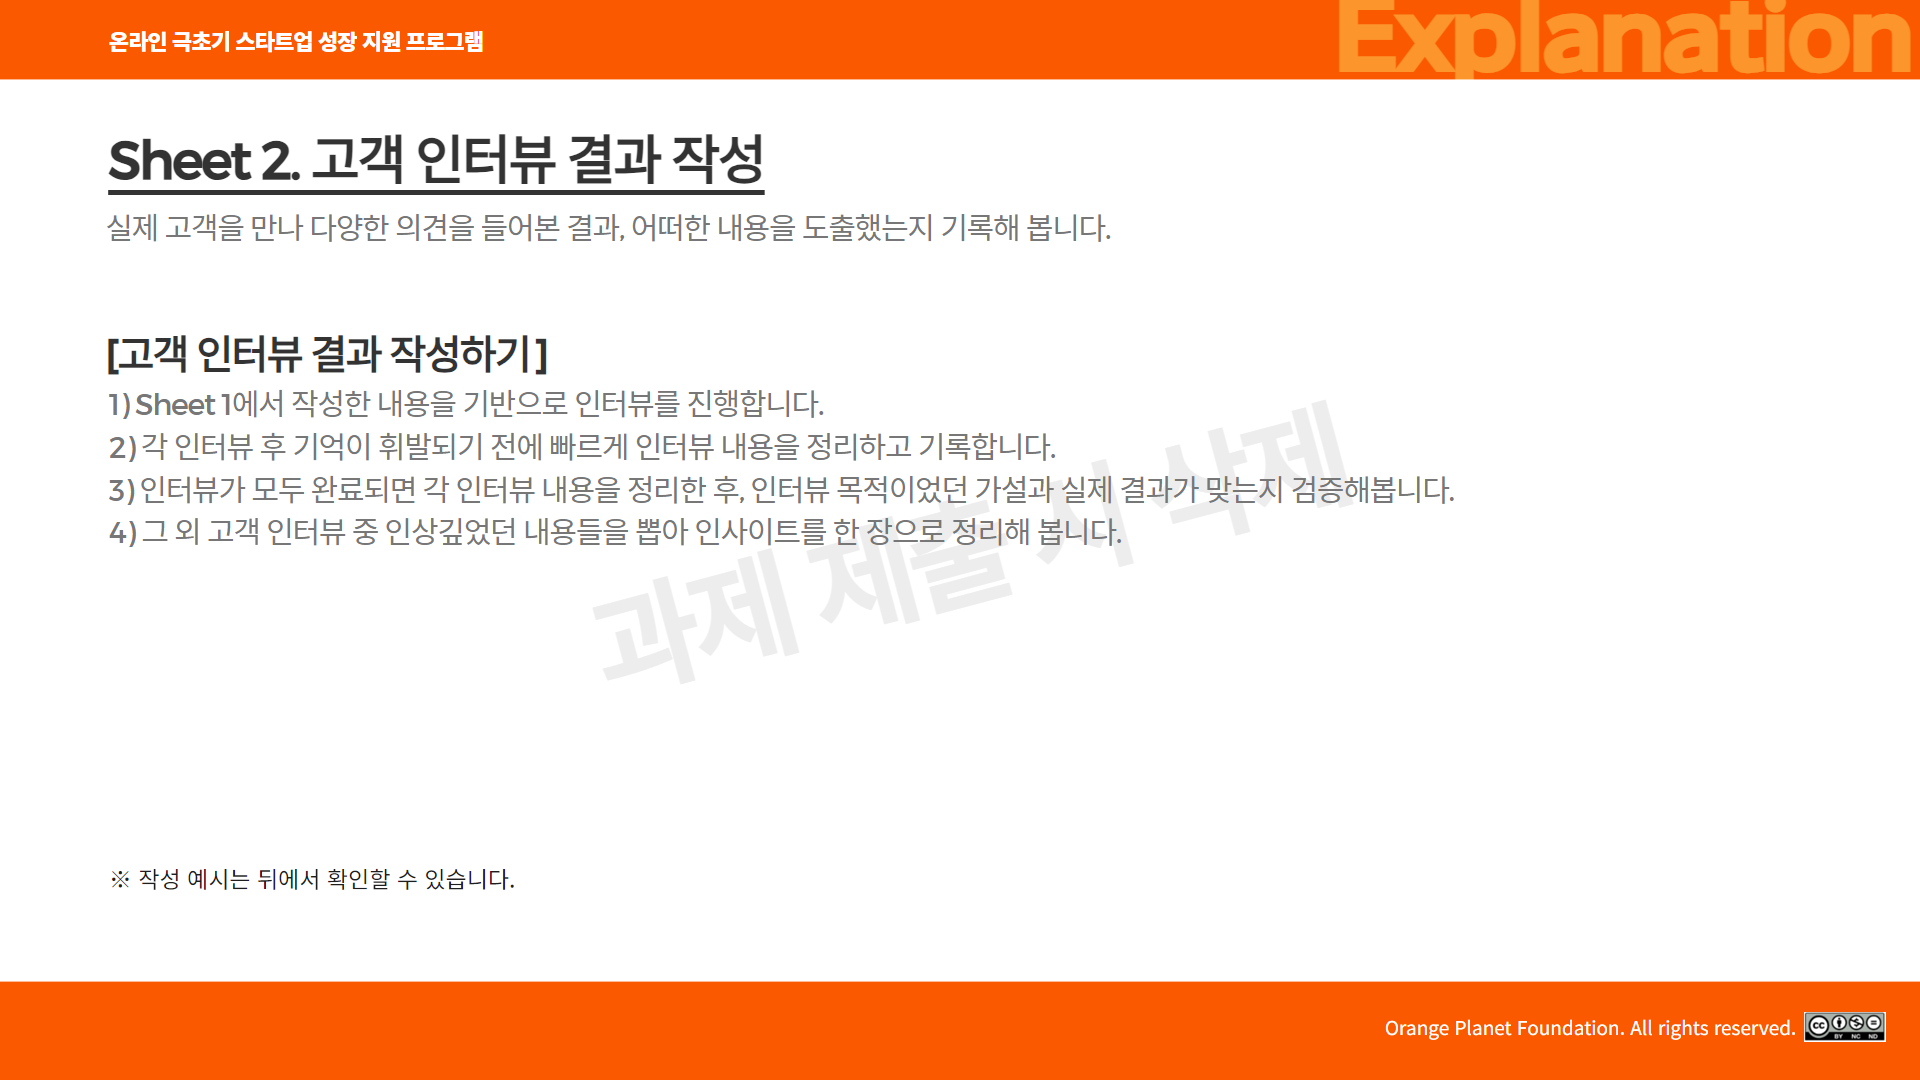 온라인 극초기 스타트업 성장 지원 프로그램
Explanation
Sheet 2. 고객 인터뷰 결과 작성
실제 고객을 만나 다양한 의견을 들어본 결과, 어떠한 내용을 도출했는지 기록해 봅니다.
[고객 인터뷰 결과 작성하기]
1) Sheet 1에서 작성한 내용을 기반으로 인터뷰를 진행합니다.
2) 각 인터뷰 후 기억이 휘발되기 전에 빠르게 인터뷰 내용을 정리하고 기록합니다.
3) 인터뷰가 모두 완료되면 각 인터뷰 내용을 정리한 후, 인터뷰 목적이었던 가설과 실제 결과가 맞는지 검증해봅니다.
4) 그 외 고객 인터뷰 중 인상깊었던 내용들을 뽑아 인사이트를 한 장으로 정리해 봅니다.
과제 제출 시 삭제
※ 작성 예시는 뒤에서 확인할 수 있습니다.
Orange Planet Foundation. All rights reserved.
CC BY NC ND